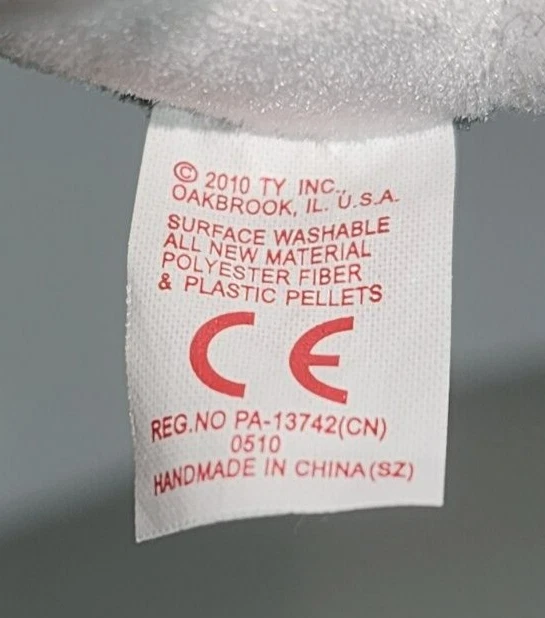 © 2010 TY INC.,
OAKBROOK, IL. U.S.A.
SURFACE WASHABLE
ALL NEW MATERIAL
POLYESTER FIBER
& PLASTIC PELLETS
CE
REG.NO PA-13742(CN)
0510
HANDMADE IN CHINA(SZ)